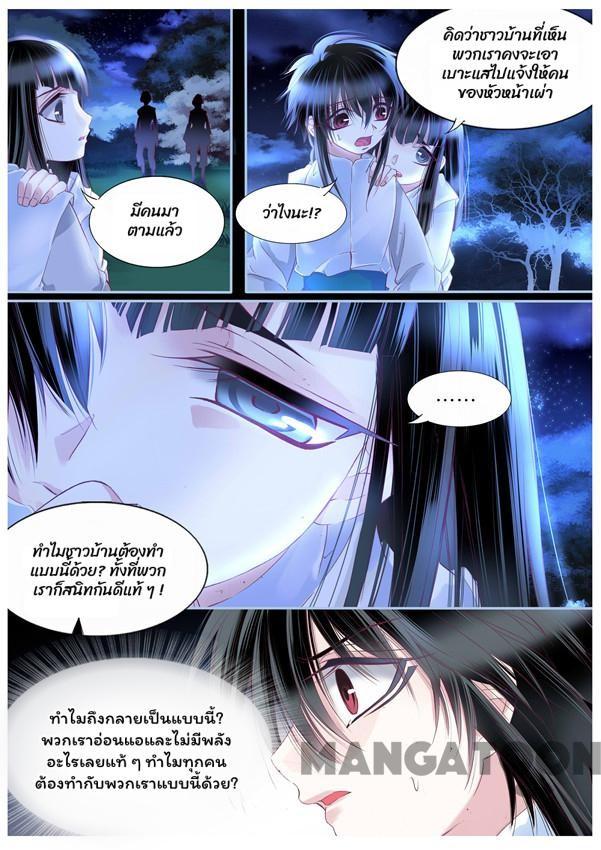 มีคนมา
ตามแล้ว
คิดว่าชาวบ้านที่เห็น
พวกเราคงจะเอา
เบาะแสไปแจ้งให้คน
ของหัวหน้าเผ่า
ว่าไงนะ!?
......
ทำไมชาวบ้านต้องทำ
แบบนี้ด้วย? ทั้งที่พวก
เราก็สนิทกันดีแท้ ๆ !
ทำไมถึงกลายเป็นแบบนี้?
พวกเราอ่อนแอและไม่มีพลัง
อะไรเลยแท้ ๆ ทำไมทุกคน
ต้องทำกับพวกเราแบบนี้ด้วย?
MANGATOON